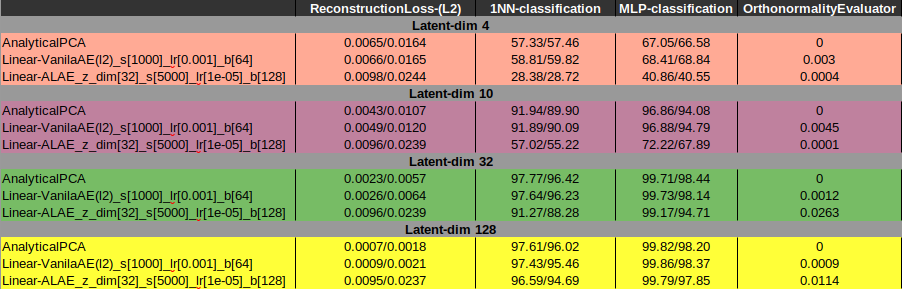 ReconstructionLoss-(L2) 1NN-classification MLP-classification OrthonormalityEvaluator
Latent-dim 4
AnalyticalPCA 0.0065/0.0164 57.33/57.46 67.05/66.58 0
Linear-VanilaAE(l2)_s[1000]_lr[0.001]_b[64] 0.0066/0.0165 58.81/59.82 68.41/68.84 0.003
Linear-ALAE_z_dim[32]_s[5000]_lr[1e-05]_b[128] 0.0098/0.0244 28.38/28.72 40.86/40.55 0.0004
Latent-dim 10
AnalyticalPCA 0.0043/0.0107 91.94/89.90 96.86/94.08 0
Linear-VanilaAE(l2)_s[1000]_lr[0.001]_b[64] 0.0049/0.0120 91.89/90.09 96.88/94.79 0.0045
Linear-ALAE_z_dim[32]_s[5000]_lr[1e-05]_b[128] 0.0096/0.0239 57.02/55.22 72.22/67.89 0.0001
Latent-dim 32
AnalyticalPCA 0.0023/0.0057 97.77/96.42 99.71/98.44 0
Linear-VanilaAE(l2)_s[1000]_lr[0.001]_b[64] 0.0026/0.0064 97.64/96.23 99.73/98.14 0.0012
Linear-ALAE_z_dim[32]_s[5000]_lr[1e-05]_b[128] 0.0096/0.0239 91.27/88.28 99.17/94.71 0.0263
Latent-dim 128
AnalyticalPCA 0.0007/0.0018 97.61/96.02 99.82/98.20 0
Linear-VanilaAE(l2)_s[1000]_lr[0.001]_b[64] 0.0009/0.0021 97.43/95.46 99.86/98.37 0.0009
Linear-ALAE_z_dim[32]_s[5000]_lr[1e-05]_b[128] 0.0095/0.0237 96.59/94.69 99.79/97.85 0.0114